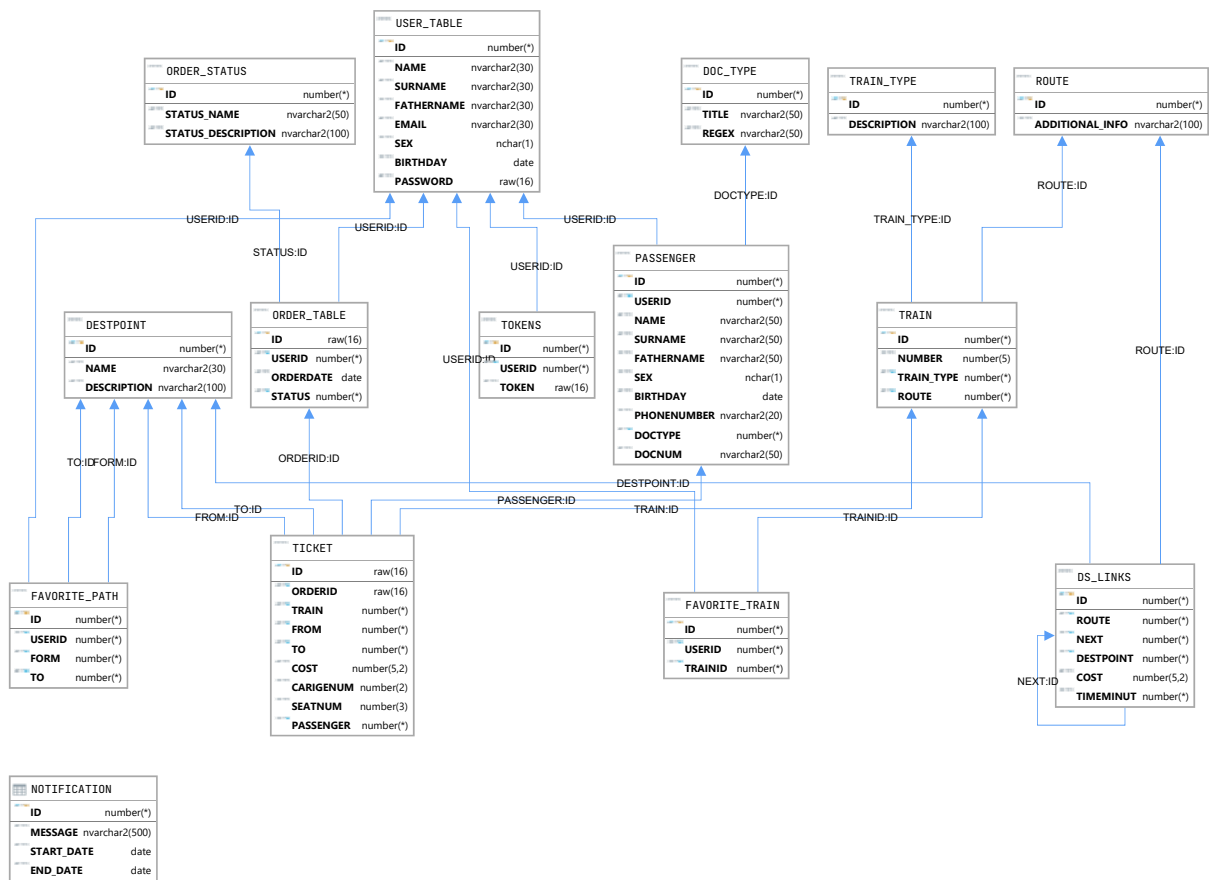 USER_TABLE
ID number(*)
NAME nvarchar2(30)
SURNAME nvarchar2(30)
FATHERNAME nvarchar2(30)
EMAIL nvarchar2(30)
SEX nchar(1)
BIRTHDAY date
PASSWORD raw(16)
ORDER_STATUS
ID number(*)
STATUS_NAME nvarchar2(50)
STATUS_DESCRIPTION nvarchar2(100)
DOC_TYPE
ID number(*)
TITLE nvarchar2(50)
REGEX nvarchar2(50)
TRAIN_TYPE
ID number(*)
DESCRIPTION nvarchar2(100)
ROUTE
ID number(*)
ADDITIONAL_INFO nvarchar2(100)
DOCTYPE:ID
ROUTE:ID
USERID:ID
USERID:ID
USERID:ID
TRAIN_TYPE:ID
STATUS:ID
USERID:ID
PASSENGER
ID number(*)
USERID number(*)
NAME nvarchar2(50)
SURNAME nvarchar2(50)
FATHERNAME nvarchar2(50)
SEX nchar(1)
BIRTHDAY date
PHONENUMBER nvarchar2(20)
DOCTYPE number(*)
DOCNUM nvarchar2(50)
DESTPOINT
ID number(*)
NAME nvarchar2(30)
DESCRIPTION nvarchar2(100)
ORDER_TABLE
ID raw(16)
USERID number(*)
ORDERDATE date
STATUS number(*)
TOKENS
ID number(*)
USERID number(*)
TOKEN raw(16)
USERID:ID
TRAIN
ID number(*)
NUMBER number(5)
TRAIN_TYPE number(*)
ROUTE number(*)
ROUTE:ID
TO:ID
FORM:ID
ORDERID:ID
DESTPOINT:ID
PASSENGER:ID
TO:ID
FROM:ID
TRAIN:ID
TRAINID:ID
TICKET
ID raw(16)
ORDERID raw(16)
TRAIN number(*)
FROM number(*)
TO number(*)
COST number(5,2)
CARIGENUM number(2)
SEATNUM number(3)
PASSENGER number(*)
FAVORITE_PATH
ID number(*)
USERID number(*)
FORM number(*)
TO number(*)
FAVORITE_TRAIN
ID number(*)
USERID number(*)
TRAINID number(*)
DS_LINKS
ID number(*)
ROUTE number(*)
NEXT number(*)
DESTPOINT number(*)
COST number(5,2)
TIMEMINUT number(*)
NEXT:ID
NOTIFICATION
ID number(*)
MESSAGE nvarchar2(500)
START_DATE date
END_DATE date